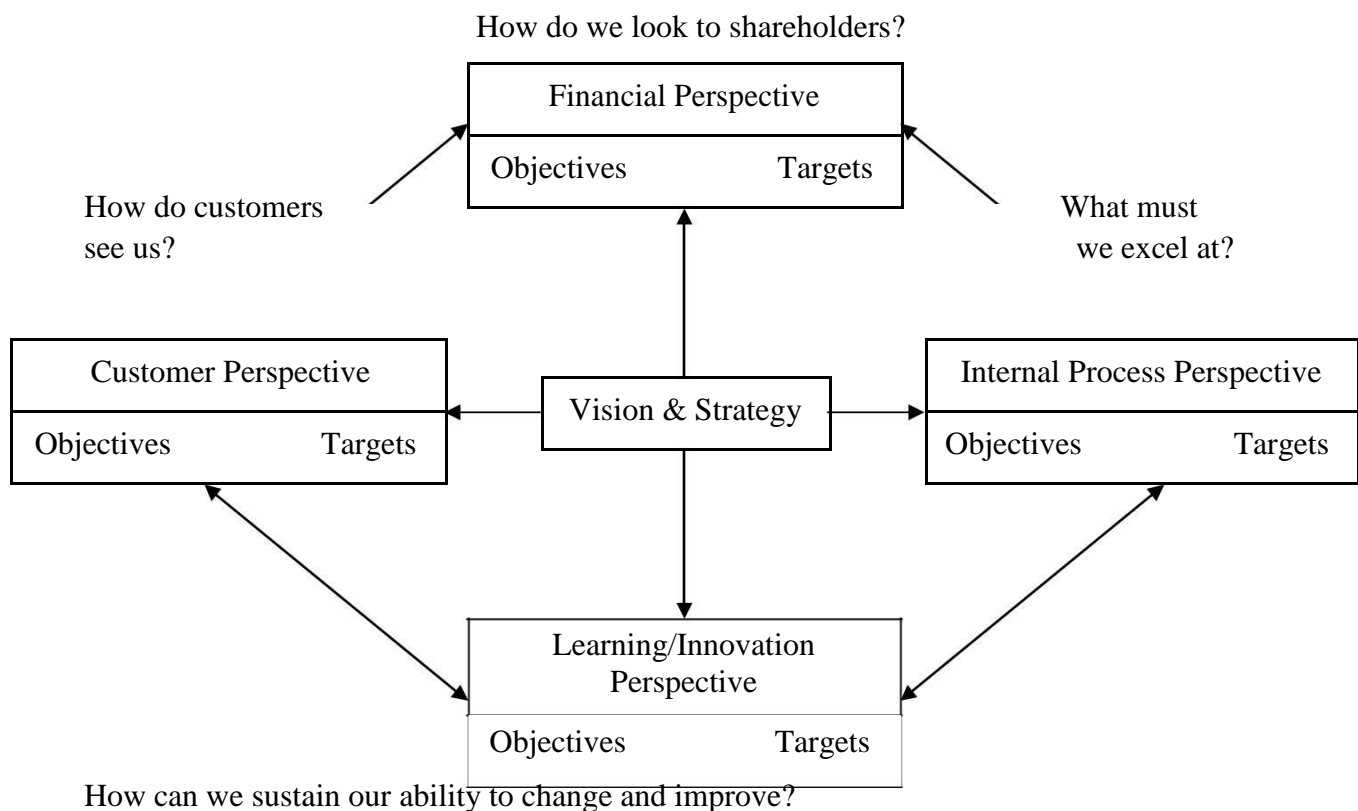 How do we look to shareholders?
Financial Perspective
Objectives Targets
How do customers
see us?
What must
we excel at?
Customer Perspective
Objectives Targets
Vision & Strategy
Internal Process Perspective
Objectives Targets
Learning/Innovation
Perspective
Objectives Targets
How can we sustain our ability to change and improve?